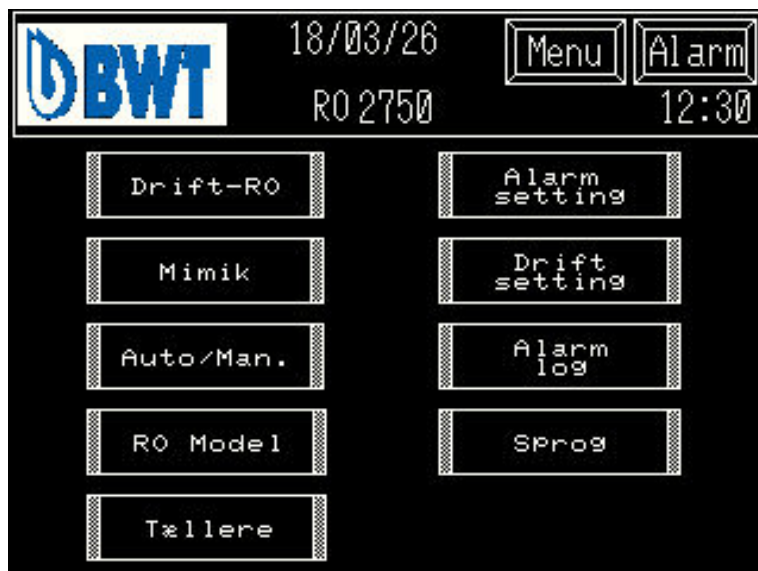 BWT
18/03/26
Menu
Alarm
RO 2750
12:30
Drift-RO
Alarm
setting
Mimik
Drift
setting
Auto/Man.
Alarm
log
RO Model
Sprog
Tællere